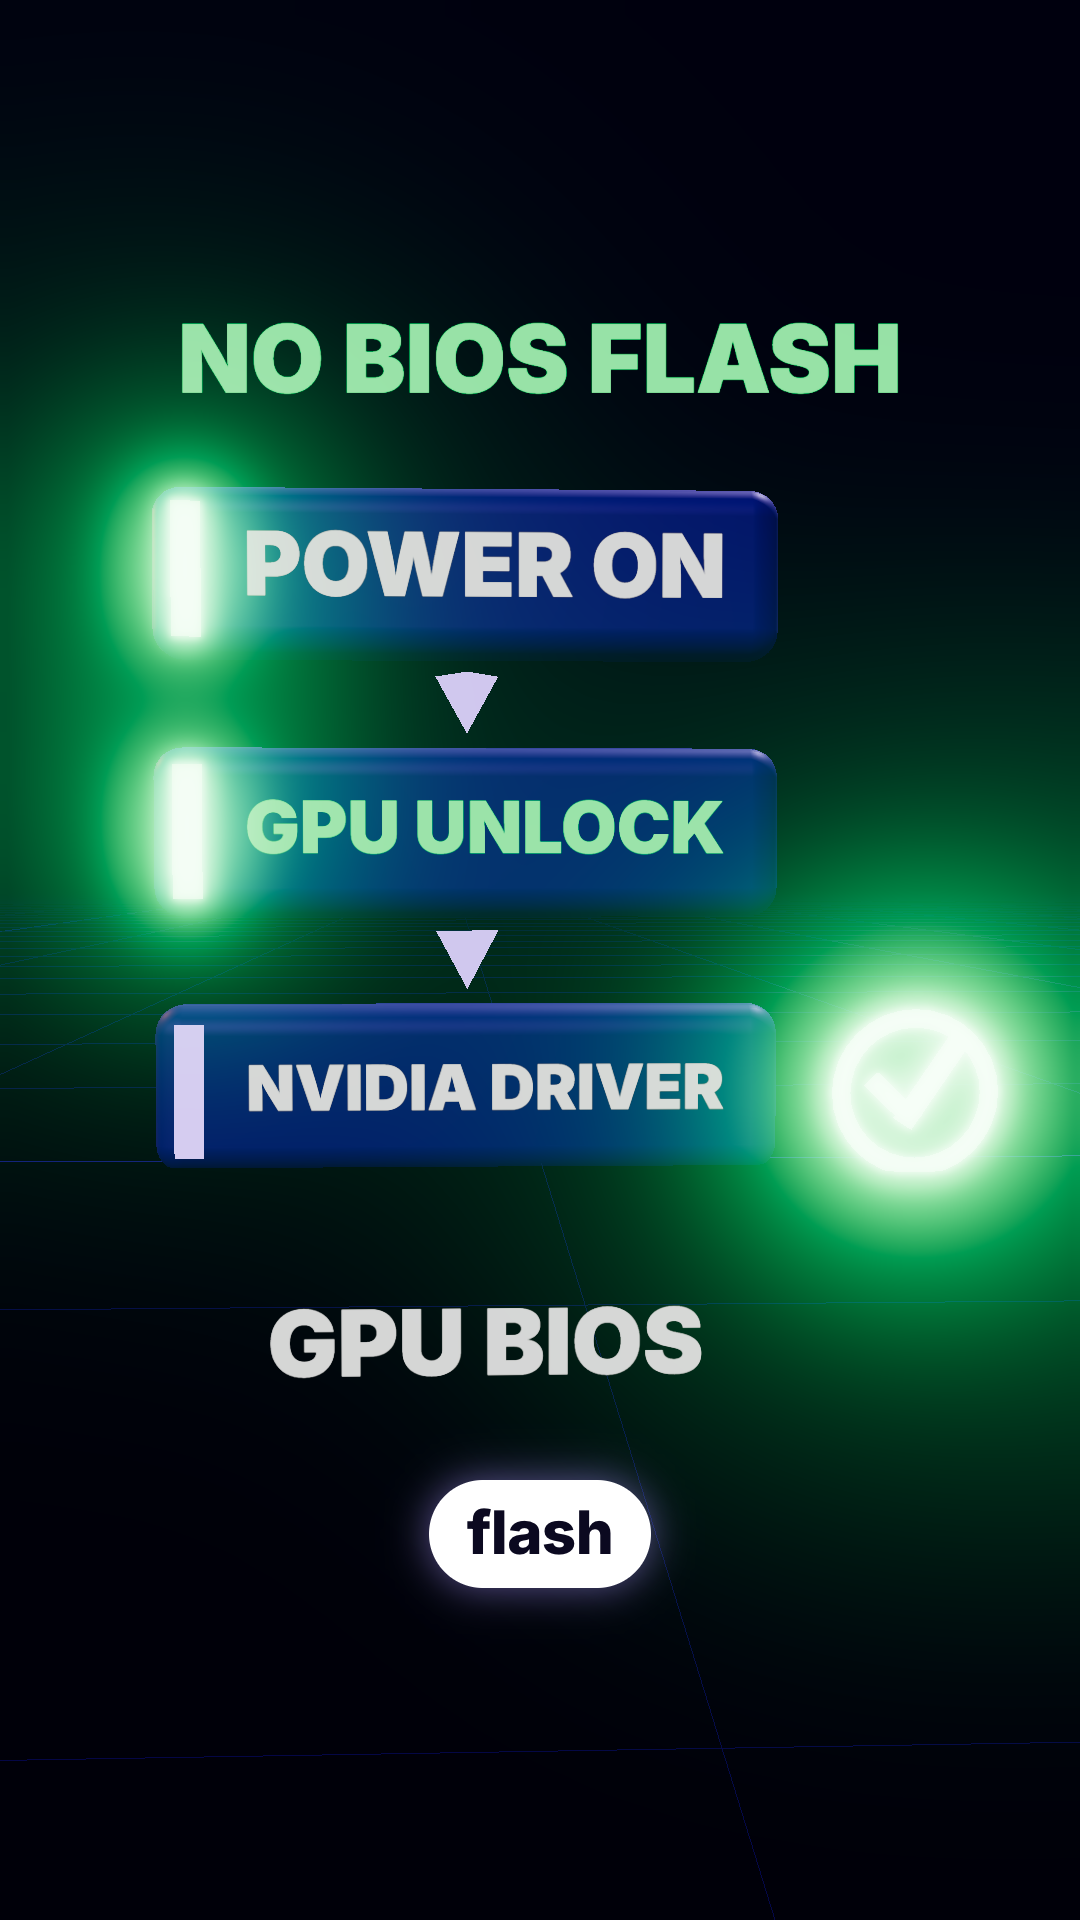 NO BIOS FLASH
POWER ON
GPU UNLOCK
NVIDIA DRIVER
GPU BIOS
flash